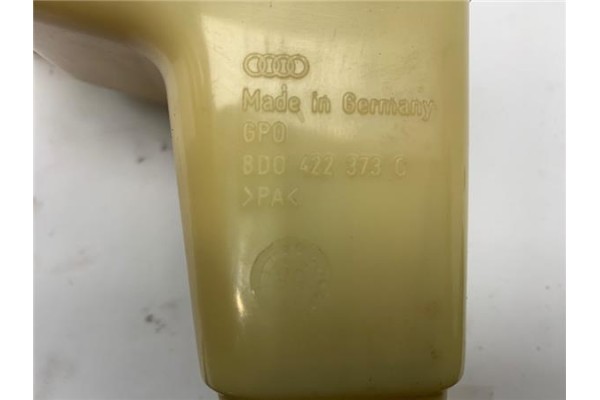 Made in Germany
GPO
8D0 422 373 C
>PA<